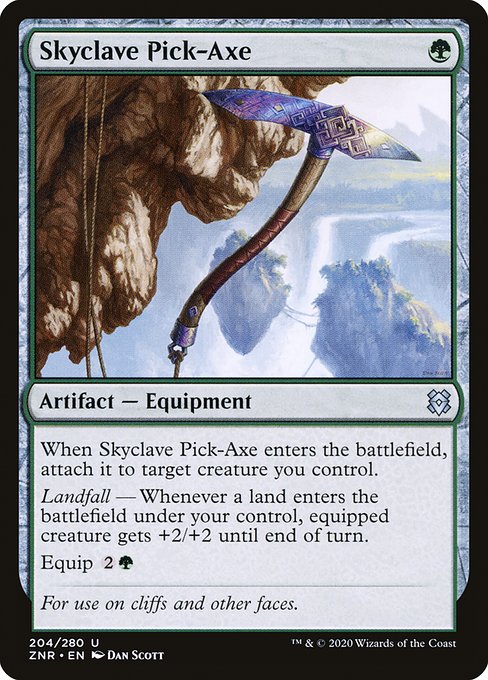 Skyclave Pick-Axe
Artifact — Equipment
When Skyclave Pick-Axe enters the battlefield,
attach it to target creature you control.
Landfall — Whenever a land enters the
battlefield under your control, equipped
creature gets +2/+2 until end of turn.
Equip 2
For use on cliffs and other faces.
204/280 U
ZNR • EN Dan Scott
™ & © 2020 Wizards of the Coast